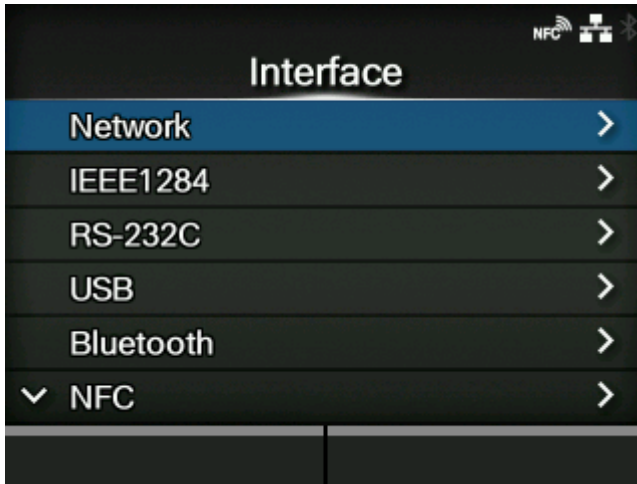 NFC
Interface
Network
IEEE1284
RS-232C
USB
Bluetooth
NFC